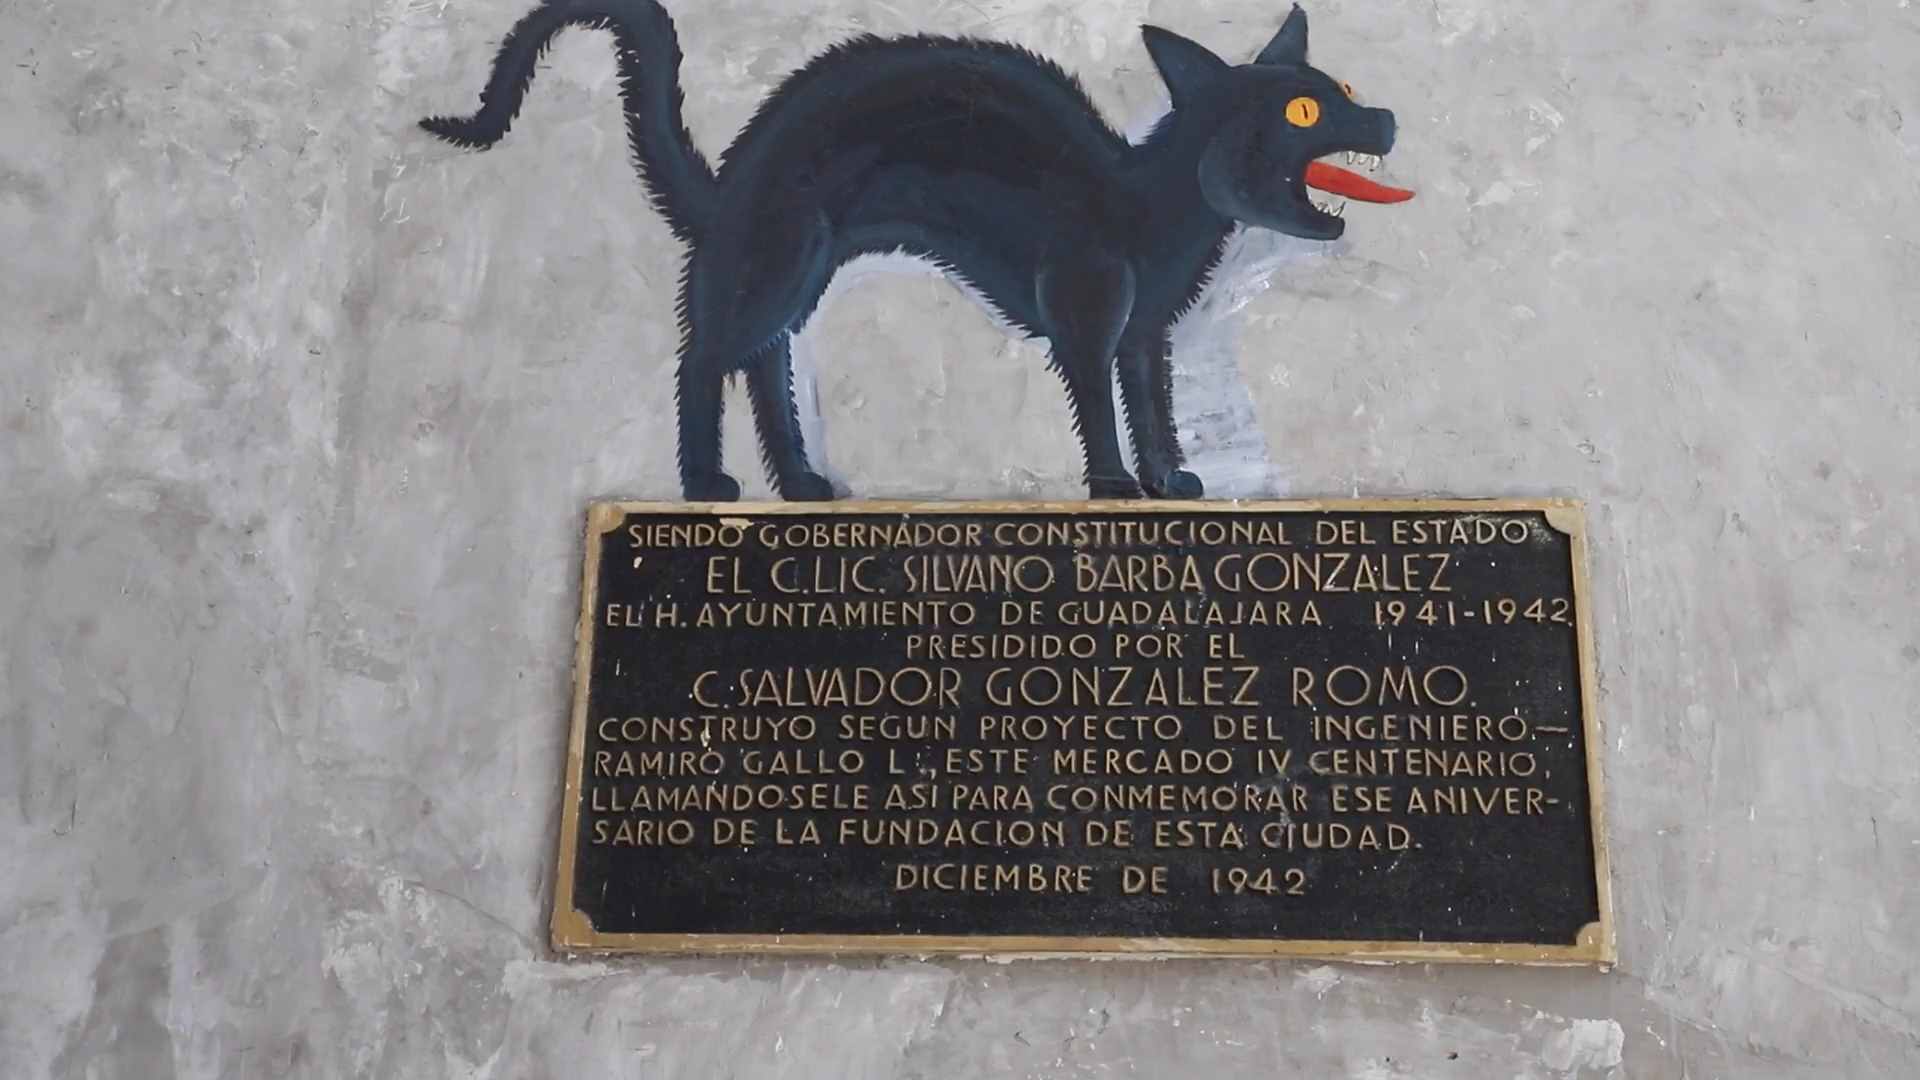 SIENDO GOBERNADOR CONSTITUCIONAL DEL ESTADO
EL C.LIC. SILVANO BARBA GONZALEZ
EL H. AYUNTAMIENTO DE GUADALAJARA 1941-1942.
PRESIDIDO POR EL
C.SALVADOR GONZALEZ ROMO.
CONSTRUYO SEGUN PROYECTO DEL INGENIERO—
RAMIRO GALLO L., ESTE MERCADO IV CENTENARIO,
LLAMANDOSELE ASI PARA CONMEMORAR ESE ANIVER-
SARIO DE LA FUNDACION DE ESTA CIUDAD.
DICIEMBRE DE 1942